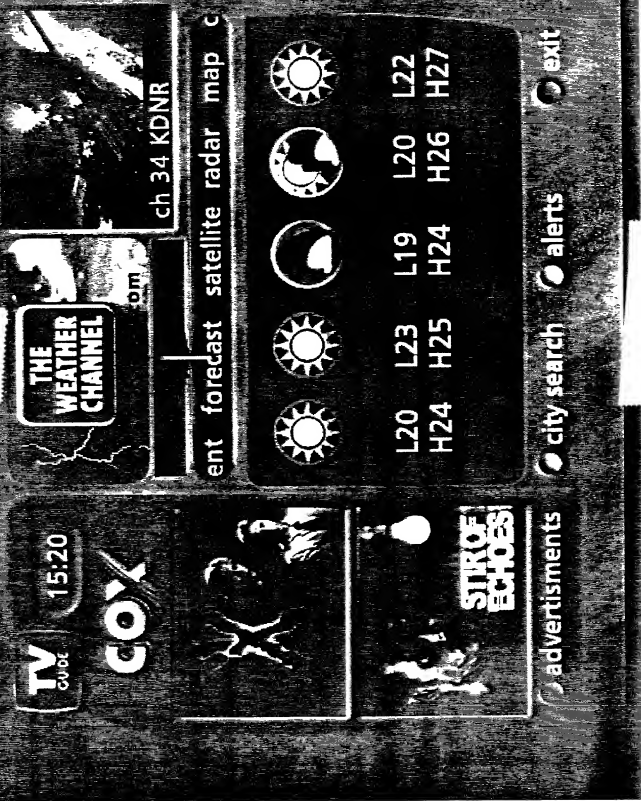 TV
GUIDE
15:20
COX
THE
WEATHER
CHANNEL
om
ch 34 KDNR
ent forecast satellite radar map c
L20 L23 L19 L20 L22
H24 H25 H24 H26 H27
STIR OF
ECHOES
advertisments city search alerts exit